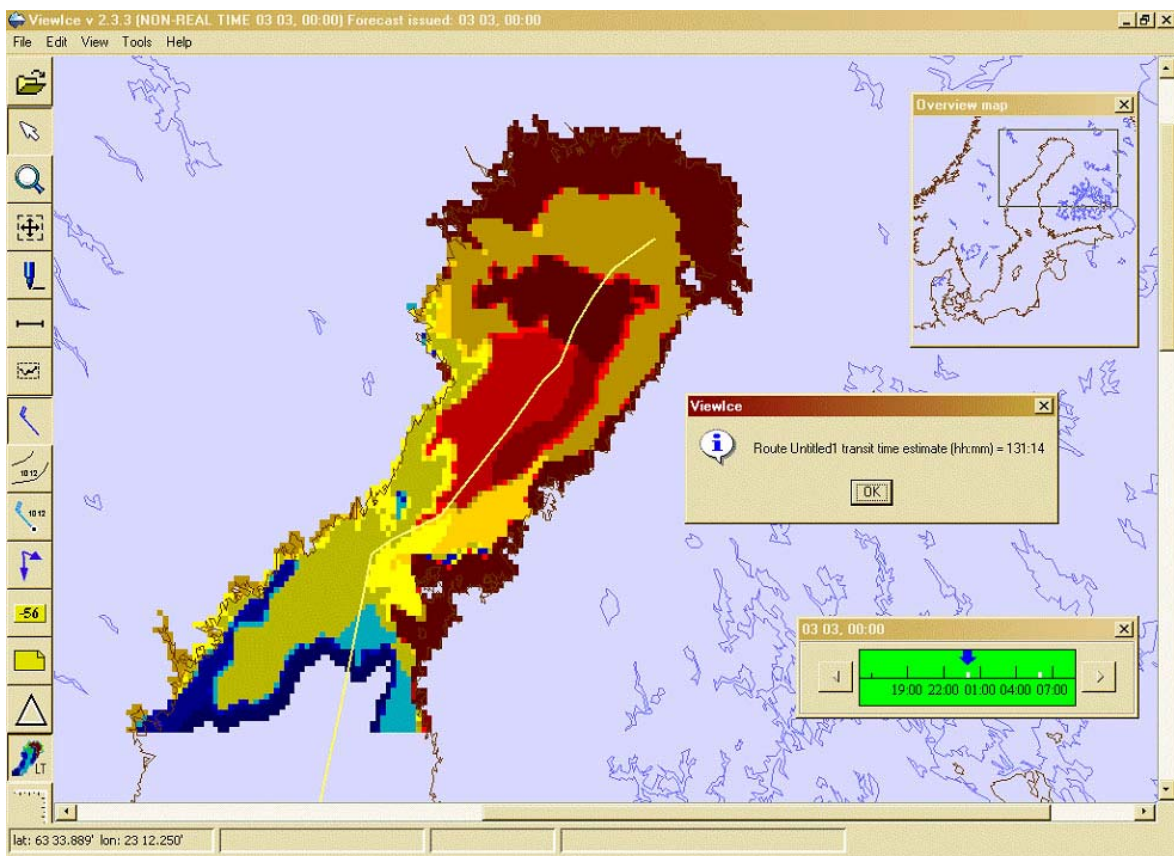 ViewIce v 2.3.3 (NON-REAL TIME 03 03, 00:00) Forecast issued: 03 03, 00:00
File Edit View Tools Help
Overview map
ViewIce
Route Untitled1 transit time estimate (hh:mm) = 131:14
OK
1012
1012
-56
03 03, 00:00
19:00 22:00 01:00 04:00 07:00
LT
lat: 63 33.889' lon: 23 12.250'